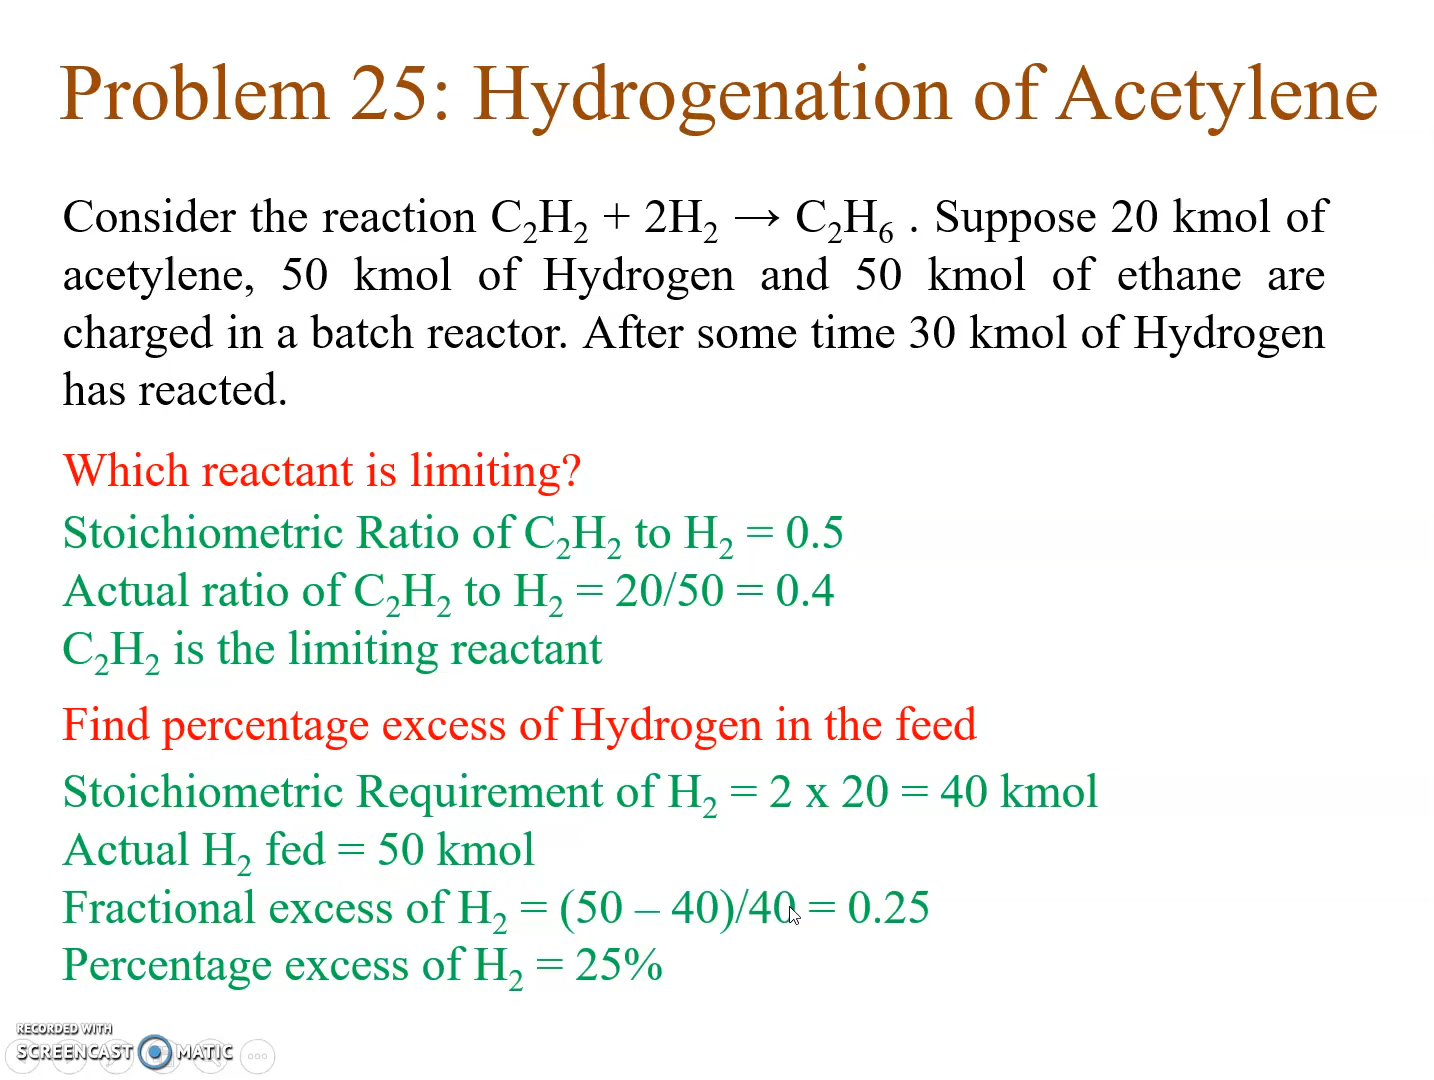 Problem 25: Hydrogenation of Acetylene
Consider the reaction C₂H₂ + 2H₂ → C₂H₆ . Suppose 20 kmol of
acetylene, 50 kmol of Hydrogen and 50 kmol of ethane are
charged in a batch reactor. After some time 30 kmol of Hydrogen
has reacted.
Which reactant is limiting?
Stoichiometric Ratio of C₂H₂ to H₂ = 0.5
Actual ratio of C₂H₂ to H₂ = 20/50 = 0.4
C₂H₂ is the limiting reactant
Find percentage excess of Hydrogen in the feed
Stoichiometric Requirement of H₂ = 2 x 20 = 40 kmol
Actual H₂ fed = 50 kmol
Fractional excess of H₂ = (50 – 40)/40 = 0.25
Percentage excess of H₂ = 25%
RECORDED WITH
SCREENCAST MATIC